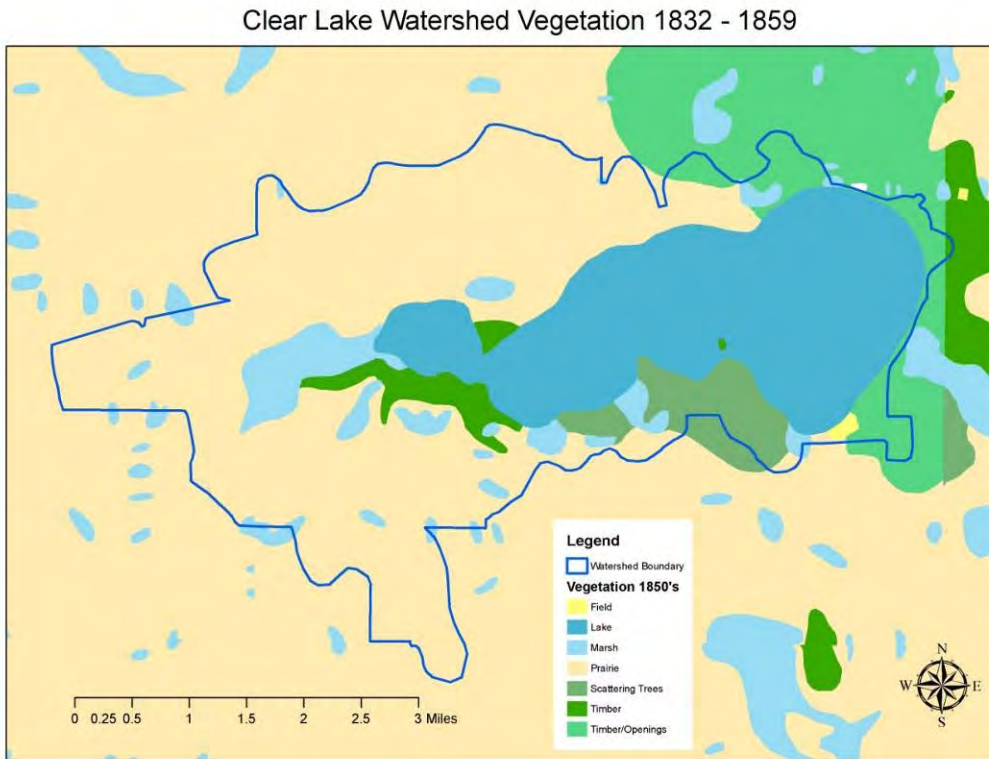 Clear Lake Watershed Vegetation 1832 - 1859
Legend
Watershed Boundary
Vegetation 1850's
Field
Lake
Marsh
Prairie
Scattering Trees
Timber
Timber/Openings
N
W E
S
0 0.25 0.5 1 1.5 2 2.5 3 Miles